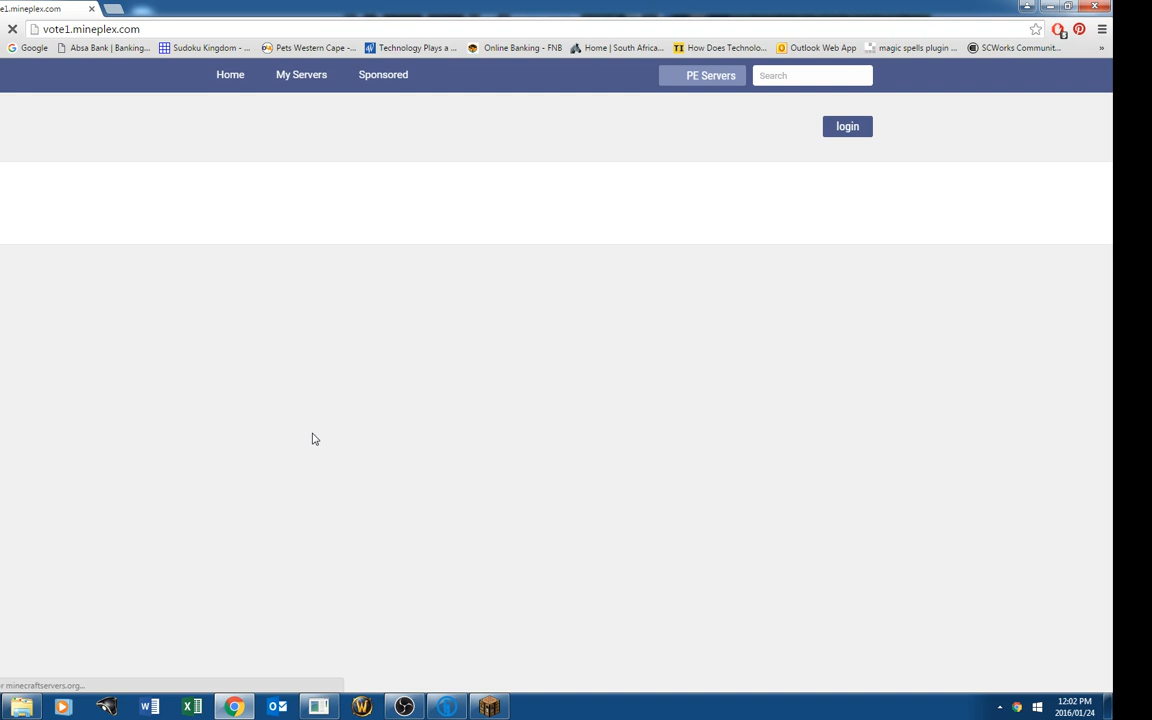 e1.mineplex.com
vote1.mineplex.com
Google Absa Bank | Banking... Sudoku Kingdom - ... Pets Western Cape -... Technology Plays a ... Online Banking - FNB Home | South Africa... TI How Does Technolo... Outlook Web App magic spells plugin ... SCWorks Communit... »
Home My Servers Sponsored PE Servers Search
login
r minecraftservers.org...
12:02 PM
2016/01/24